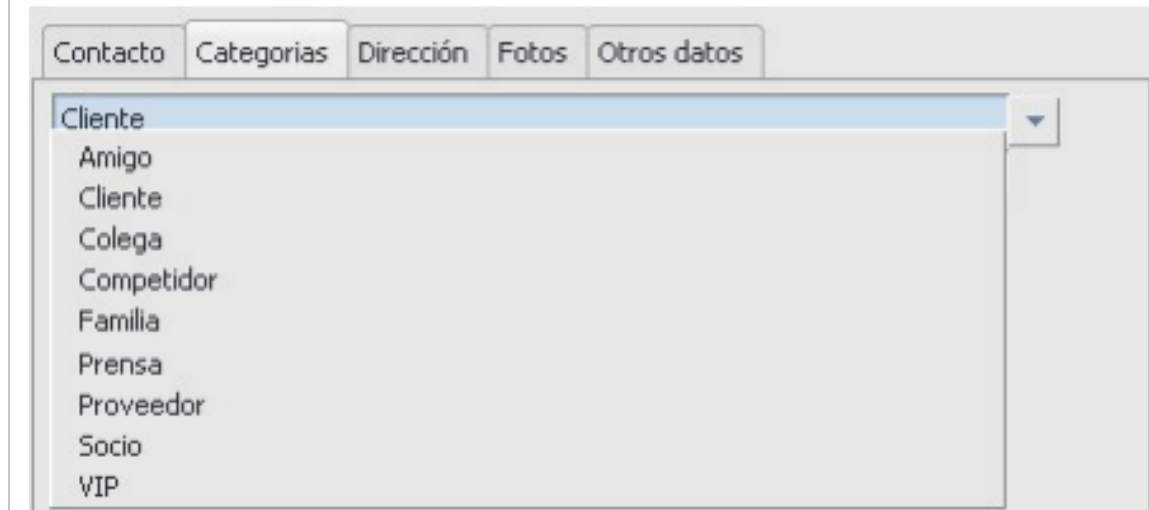 Contacto Categorias Dirección Fotos Otros datos
Cliente
Amigo
Cliente
Colega
Competidor
Familia
Prensa
Proveedor
Socio
VIP